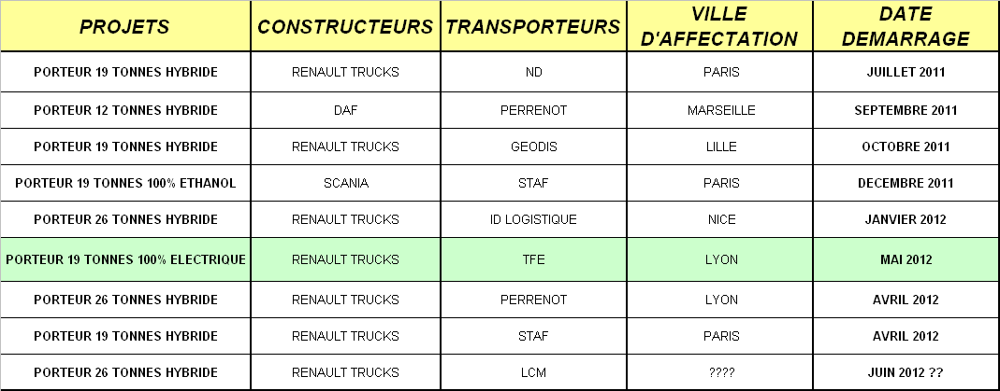 PROJETS CONSTRUCTEURS TRANSPORTEURS VILLE D'AFFECTATION DATE DEMARRAGE
PORTEUR 19 TONNES HYBRIDE RENAULT TRUCKS ND PARIS JUILLET 2011
PORTEUR 12 TONNES HYBRIDE DAF PERRENOT MARSEILLE SEPTEMBRE 2011
PORTEUR 19 TONNES HYBRIDE RENAULT TRUCKS GEODIS LILLE OCTOBRE 2011
PORTEUR 19 TONNES 100% ETHANOL SCANIA STAF PARIS DECEMBRE 2011
PORTEUR 26 TONNES HYBRIDE RENAULT TRUCKS ID LOGISTIQUE NICE JANVIER 2012
PORTEUR 19 TONNES 100% ELECTRIQUE RENAULT TRUCKS TFE LYON MAI 2012
PORTEUR 26 TONNES HYBRIDE RENAULT TRUCKS PERRENOT LYON AVRIL 2012
PORTEUR 19 TONNES HYBRIDE RENAULT TRUCKS STAF PARIS AVRIL 2012
PORTEUR 26 TONNES HYBRIDE RENAULT TRUCKS LCM ???? JUIN 2012 ??